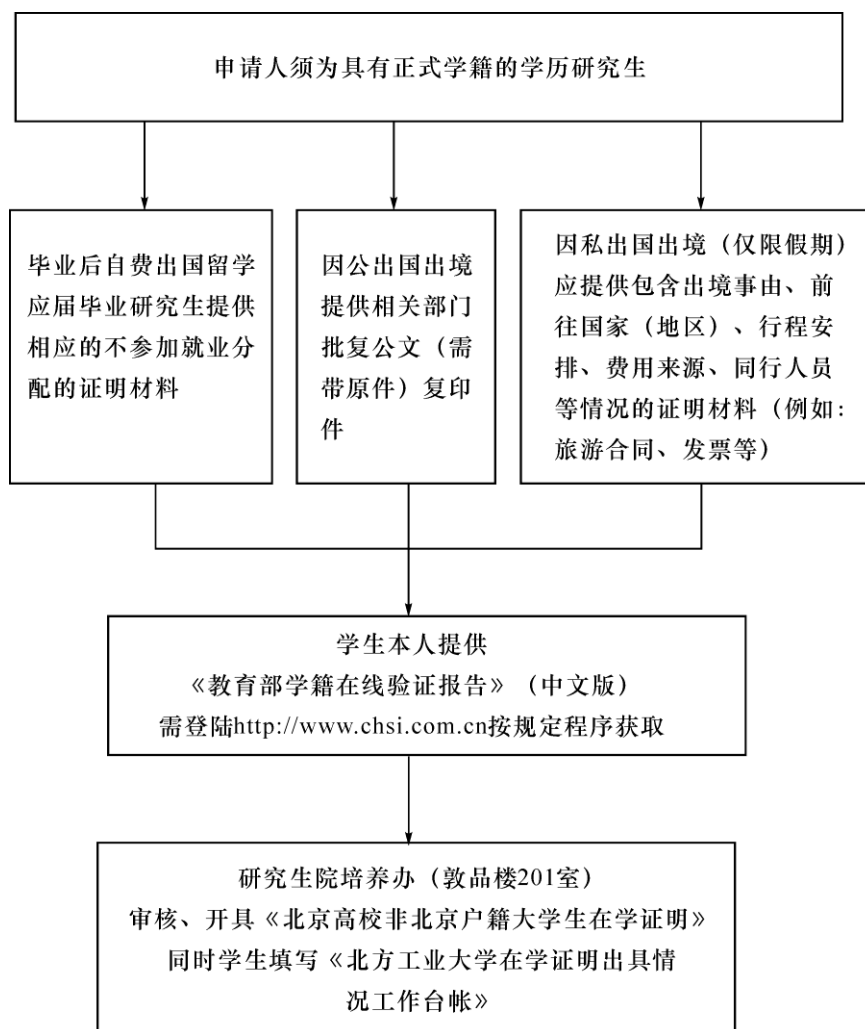 申请人须为具有正式学籍的学历研究生
毕业后自费出国留学
应届毕业研究生提供
相应的不参加就业分
配的证明材料
因公出国出境
提供相关部门
批复公文（需
带原件）复印
件
因私出国出境（仅限假期）
应提供包含出境事由、前
往国家（地区）、行程安
排、费用来源、同行人员
等情况的证明材料（例如：
旅游合同、发票等）
学生本人提供
《教育部学籍在线验证报告》（中文版）
需登陆http://www.chsi.com.cn按规定程序获取
研究生院培养办（敦品楼201室）
审核、开具《北京高校非北京户籍大学生在学证明》
同时学生填写《北方工业大学在学证明出具情
况工作台帐》